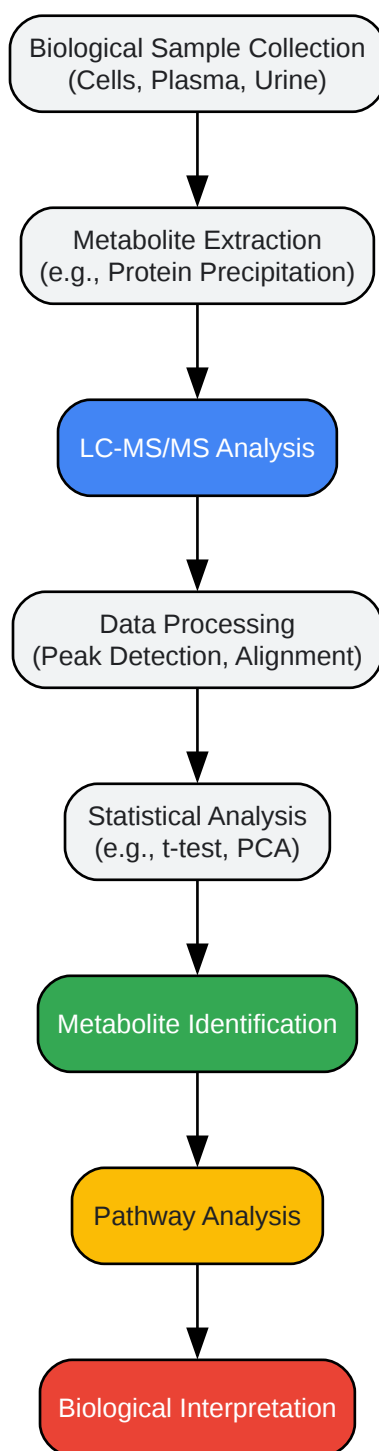 Biological Sample Collection
(Cells, Plasma, Urine)
Metabolite Extraction
(e.g., Protein Precipitation)
LC-MS/MS Analysis
Data Processing
(Peak Detection, Alignment)
Statistical Analysis
(e.g., t-test, PCA)
Metabolite Identification
Pathway Analysis
Biological Interpretation